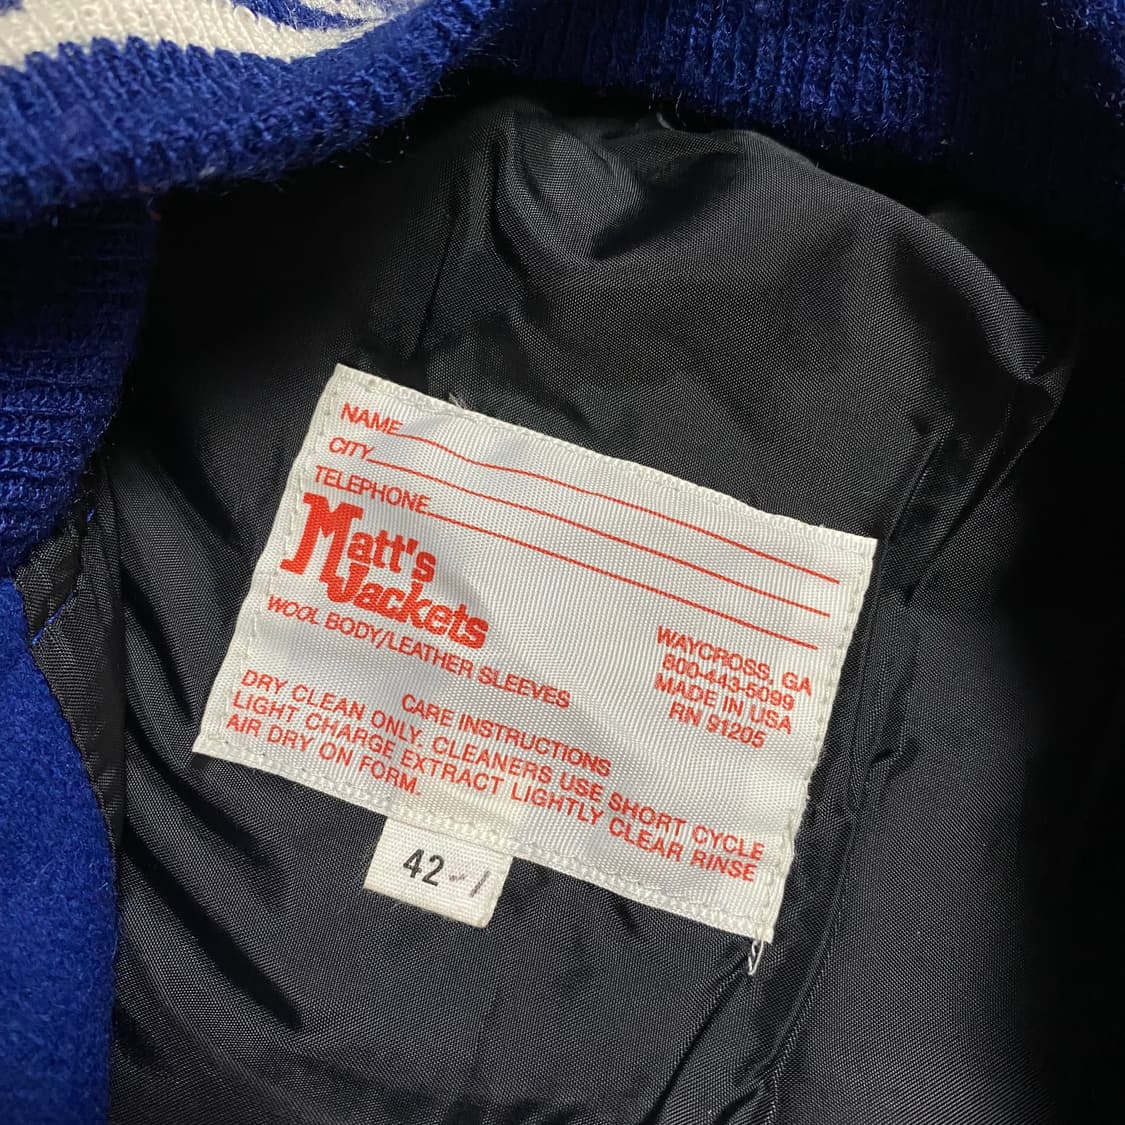 NAME
CITY
TELEPHONE
Matt's
Jackets
WOOL BODY/LEATHER SLEEVES
WAYCROSS, GA
800-443-5099
MADE IN USA
RN 91205
CARE INSTRUCTIONS
DRY CLEAN ONLY. CLEANERS USE SHORT CYCLE
LIGHT CHARGE EXTRACT LIGHTLY CLEAR RINSE
AIR DRY ON FORM.
42-1